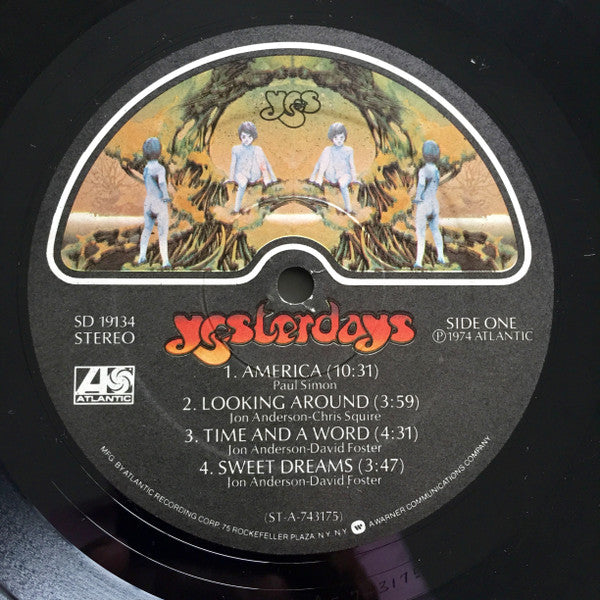 yes
SD 19134
STEREO
yesterdays
SIDE ONE
Ⓟ1974 ATLANTIC
ATLANTIC
1. AMERICA (10:31)
Paul Simon
2. LOOKING AROUND (3:59)
Jon Anderson-Chris Squire
3. TIME AND A WORD (4:31)
Jon Anderson-David Foster
4. SWEET DREAMS (3:47)
Jon Anderson-David Foster
(ST-A-743175)
MFG. BY ATLANTIC RECORDING CORP. 75 ROCKEFELLER PLAZA, N.Y. N.Y. A WARNER COMMUNICATIONS COMPANY